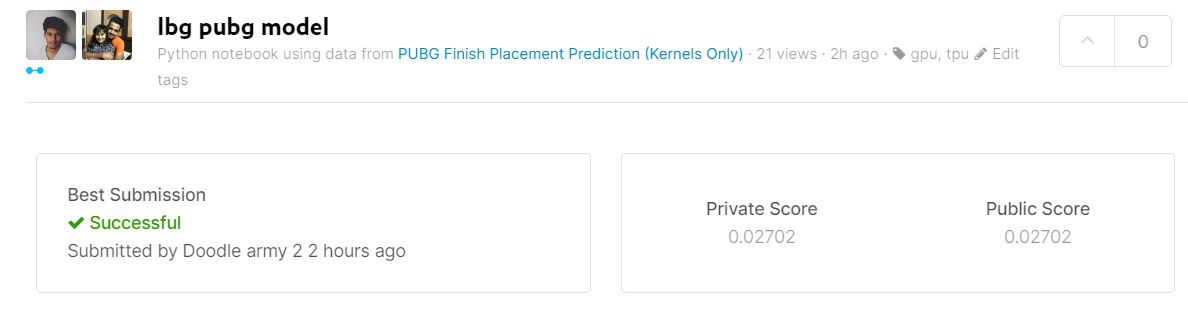 lbg pubg model
Python notebook using data from PUBG Finish Placement Prediction (Kernels Only) · 21 views · 2h ago · gpu, tpu Edit
tags
0
Best Submission
Successful
Submitted by Doodle army 2 2 hours ago
Private Score
0.02702
Public Score
0.02702